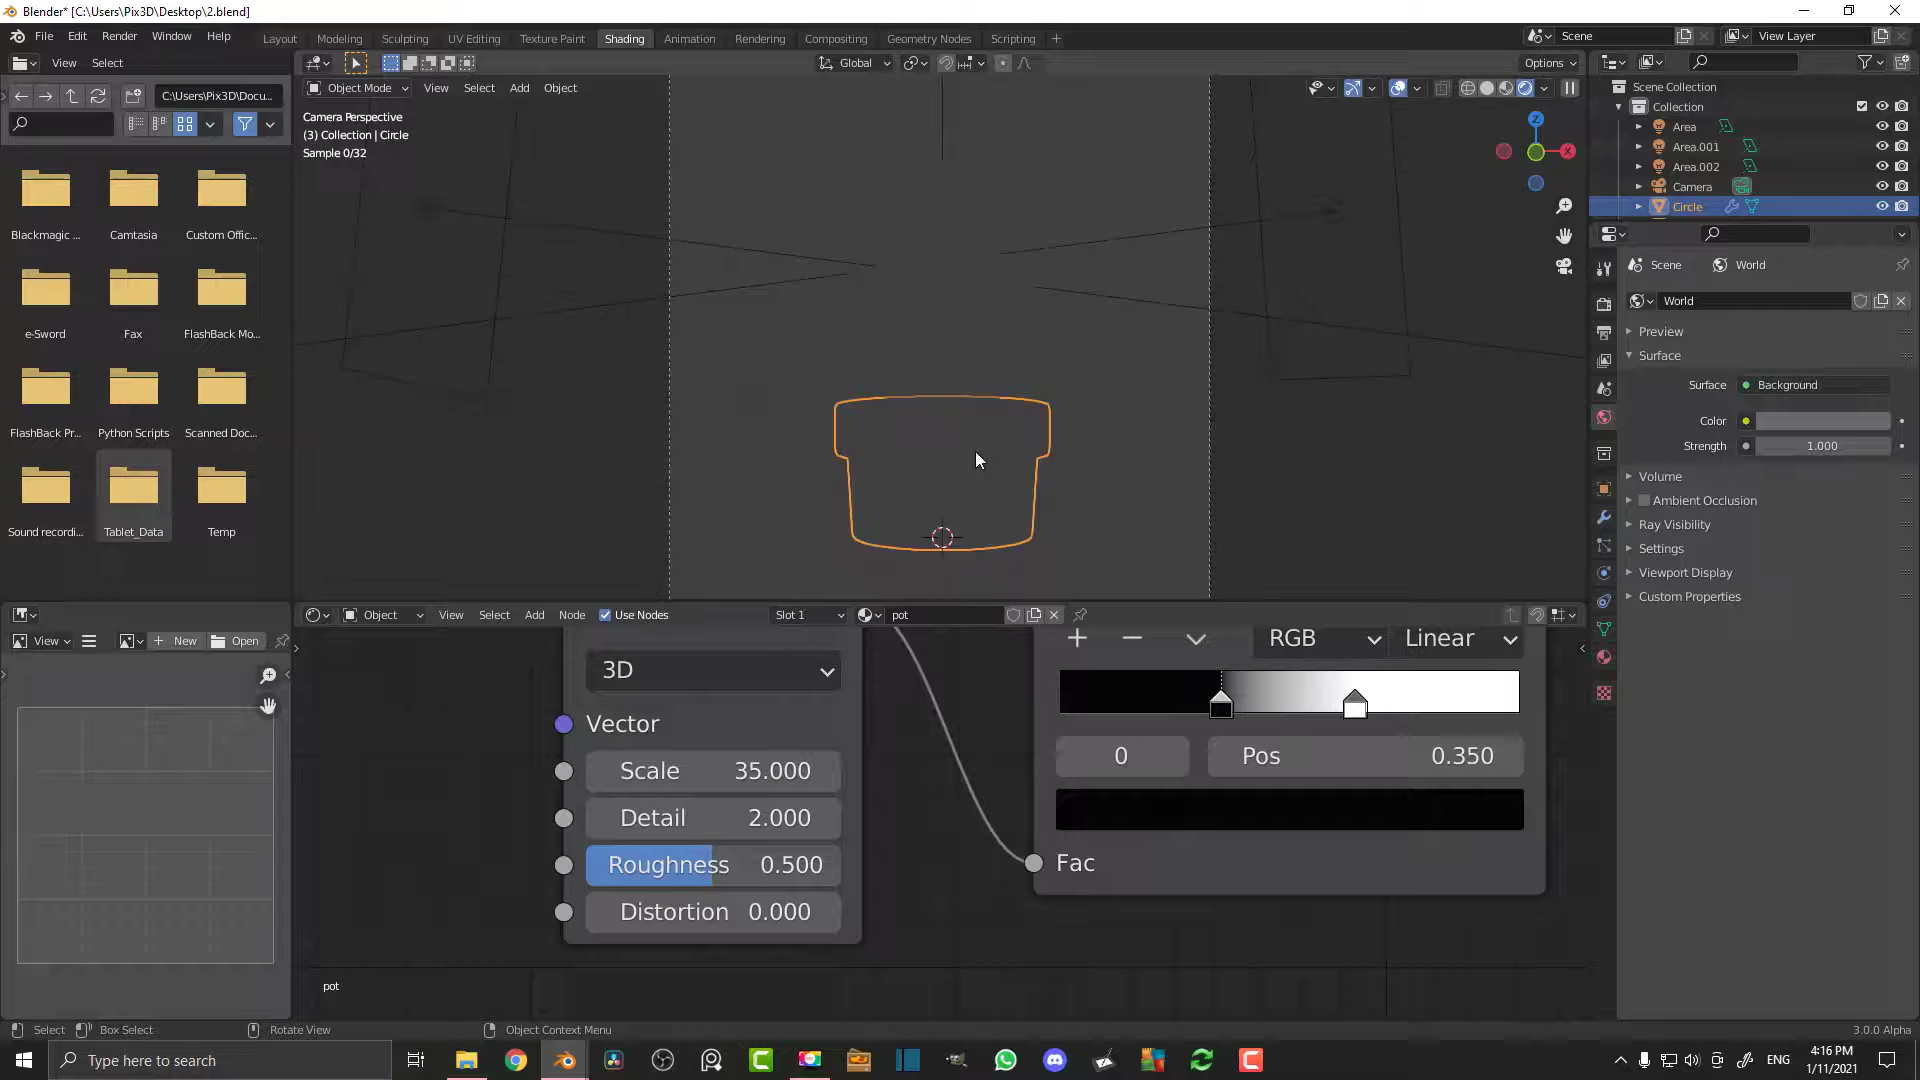 Blender* [C:\Users\Pix3D\Desktop\2.blend]
File Edit Render Window Help
Layout Modeling Sculpting UV Editing Texture Paint Shading Animation Rendering Compositing Geometry Nodes Scripting
Scene
View Layer
View Select
Global
Options
C:\Users\Pix3D\Docu...
Object Mode View Select Add Object
Camera Perspective
(3) Collection | Circle
Sample 0/32
Z
X
Scene Collection
Collection
Area
Area.001
Area.002
Camera
Circle
Blackmagic ...
Camtasia
Custom Offic...
e-Sword
Fax
FlashBack Mo...
FlashBack Pr...
Python Scripts
Scanned Doc...
Sound recordi...
Tablet_Data
Temp
Scene World
World
Preview
Surface
Surface Background
Color
Strength 1.000
Volume
Ambient Occlusion
Ray Visibility
Settings
Viewport Display
Custom Properties
View New Open
Object View Select Add Node Use Nodes Slot 1 pot
3D
Vector
Scale 35.000
Detail 2.000
Roughness 0.500
Distortion 0.000
RGB Linear
0 Pos 0.350
Fac
pot
Select Box Select Rotate View Object Context Menu
3.0.0 Alpha
Type here to search
ENG
4:16 PM
1/11/2021